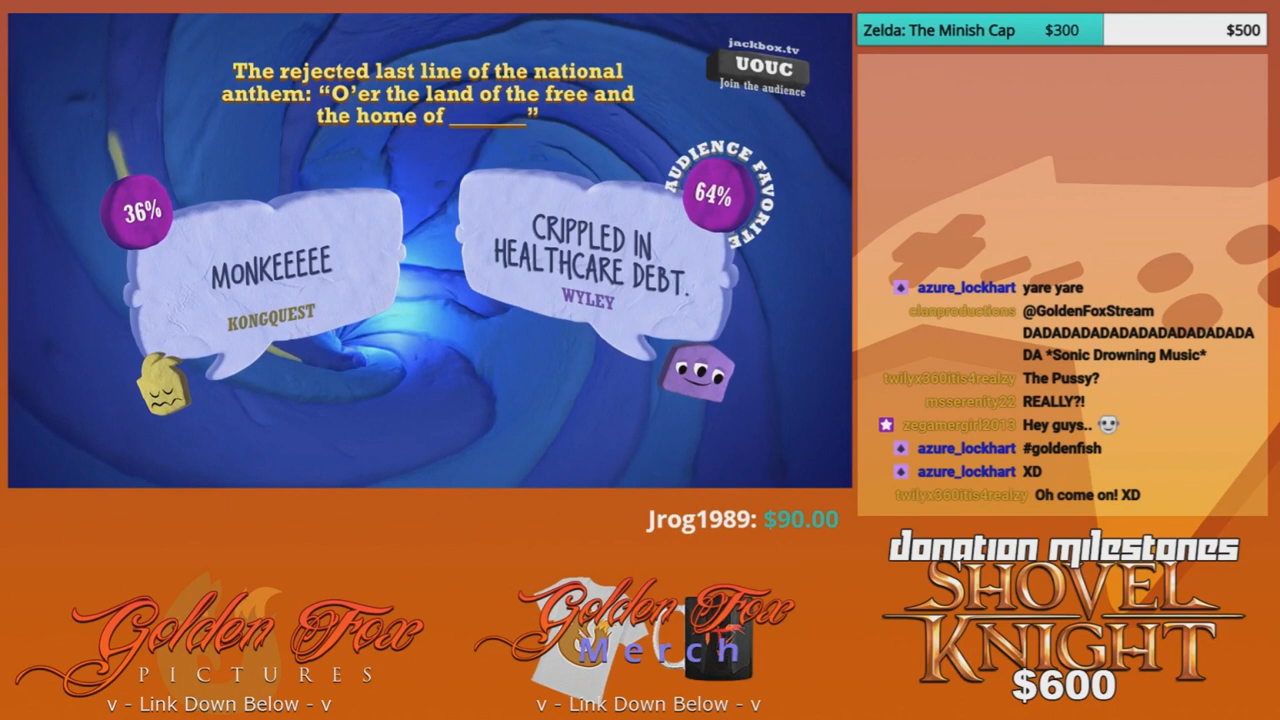 The rejected last line of the national
anthem: “O’er the land of the free and
the home of _______”
jackbox.tv
UOUC
Join the audience
36%
MONKEEEEE
KONGQUEST
AUDIENCE FAVORITE
64%
CRIPPLED IN
HEALTHCARE DEBT.
WYLEY
Zelda: The Minish Cap $300 $500
azure_lockhart yare yare
clanproductions @GoldenFoxStream
DADADADADADADADADADADA
DA *Sonic Drowning Music*
twilyx360itis4realzy The Pussy?
msserenity22 REALLY?!
zegamergirl2013 Hey guys..
azure_lockhart #goldenfish
azure_lockhart XD
twilyx360itis4realzy Oh come on! XD
Jrog1989: $90.00
Golden Fox
PICTURES
v - Link Down Below - v
Golden Fox
Merch
v - Link Down Below - v
DONATION MILESTONES
SHOVEL
KNIGHT
$600